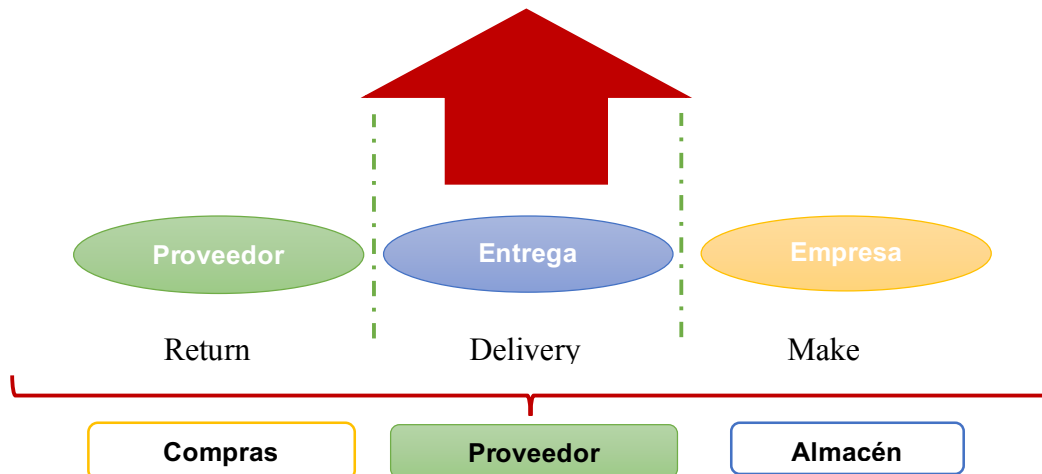 Proveedor Entrega Empresa
Return Delivery Make
Compras Proveedor Almacén